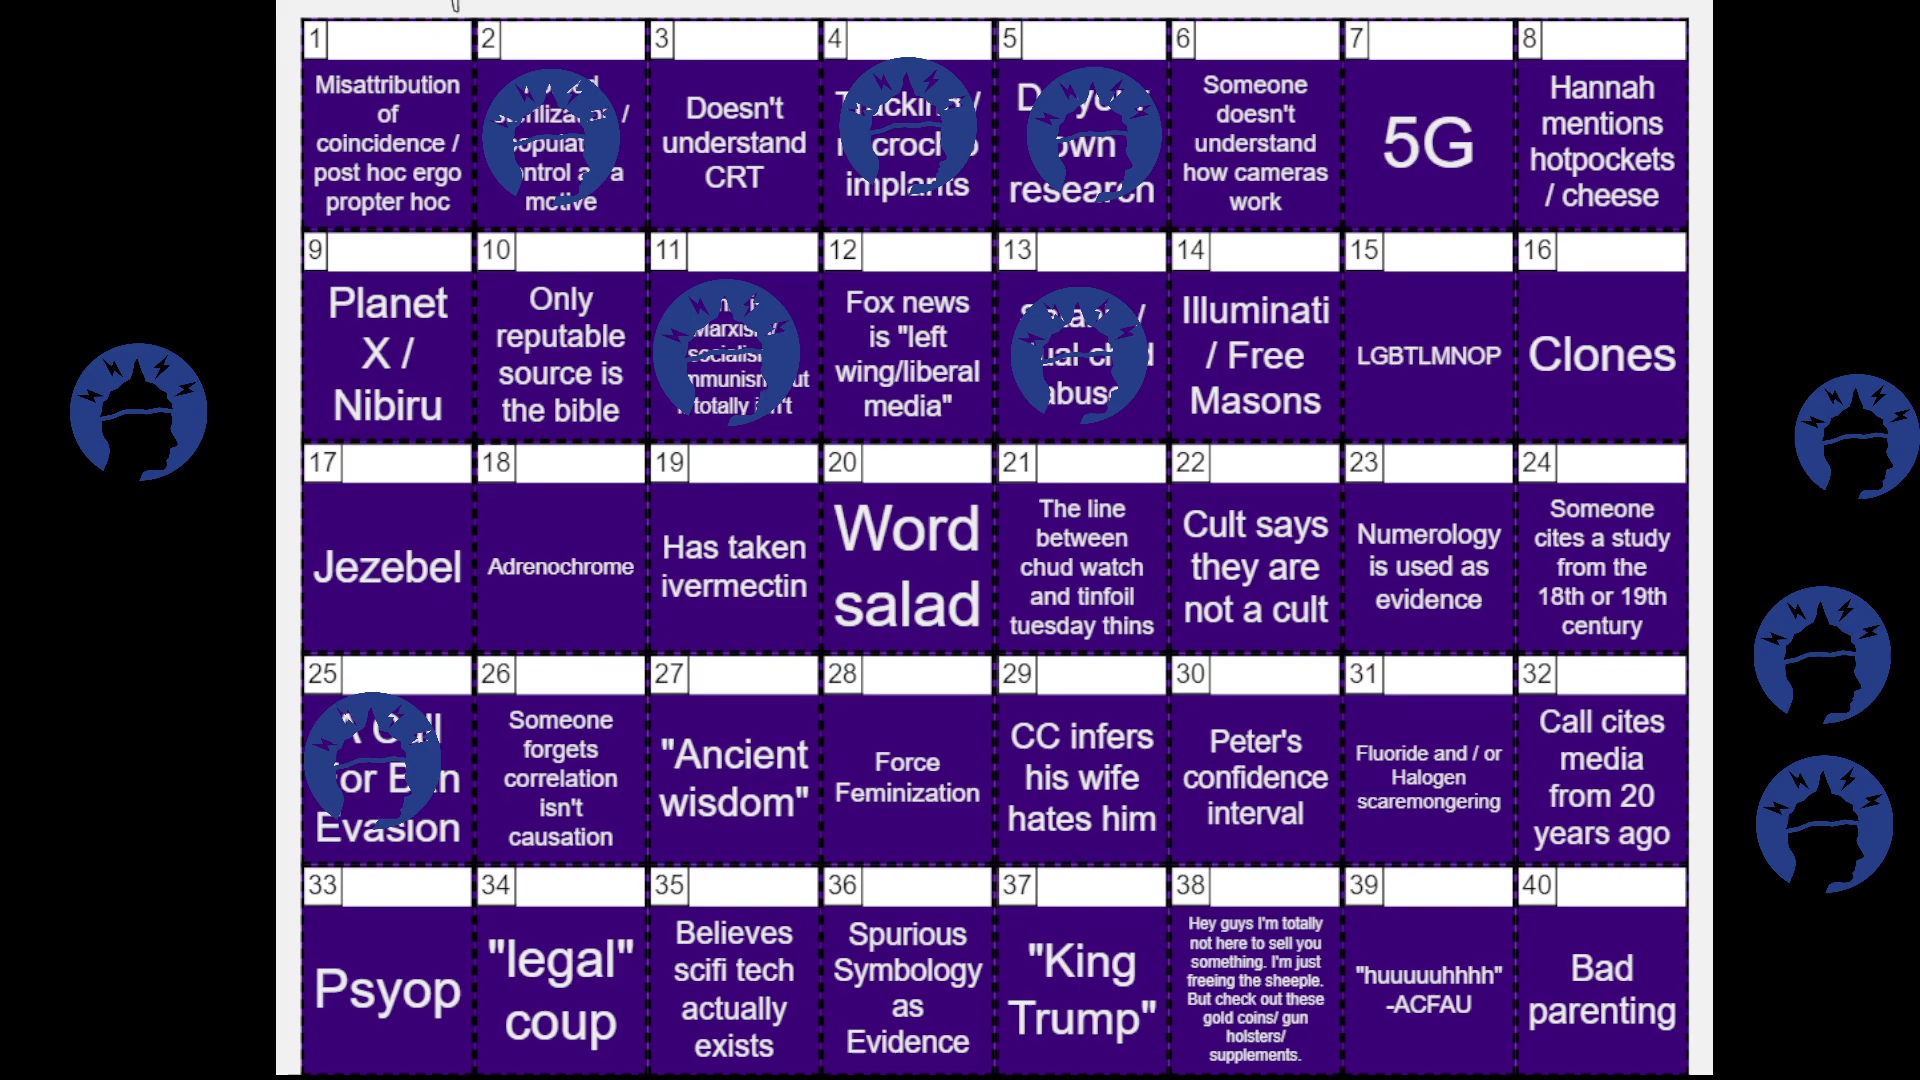 1
Misattribution
of
coincidence /
post hoc ergo
propter hoc
2
/
a
motive
3
Doesn't
understand
CRT
4
/
implants
5
own
research
6
Someone
doesn't
understand
how cameras
work
7
5G
8
Hannah
mentions
hotpockets
/ cheese
9
Planet
X /
Nibiru
10
Only
reputable
source is
the bible
11
totally
12
Fox news
is "left
wing/liberal
media"
13
/
abuse
14
Illuminati
/ Free
Masons
15
LGBTLMNOP
16
Clones
17
Jezebel
18
Adrenochrome
19
Has taken
ivermectin
20
Word
salad
21
The line
between
chud watch
and tinfoil
tuesday thins
22
Cult says
they are
not a cult
23
Numerology
is used as
evidence
24
Someone
cites a study
from the
18th or 19th
century
25
A Call
for Ban
Evasion
26
Someone
forgets
correlation
isn't
causation
27
"Ancient
wisdom"
28
Force
Feminization
29
CC infers
his wife
hates him
30
Peter's
confidence
interval
31
Fluoride and / or
Halogen
scaremongering
32
Call cites
media
from 20
years ago
33
Psyop
34
"legal"
coup
35
Believes
scifi tech
actually
exists
36
Spurious
Symbology
as
Evidence
37
"King
Trump"
38
Hey guys I'm totally
not here to sell you
something. I'm just
freeing the sheeple.
But check out these
gold coins/ gun
holsters/
supplements.
39
"huuuuuhhhh"
-ACFAU
40
Bad
parenting